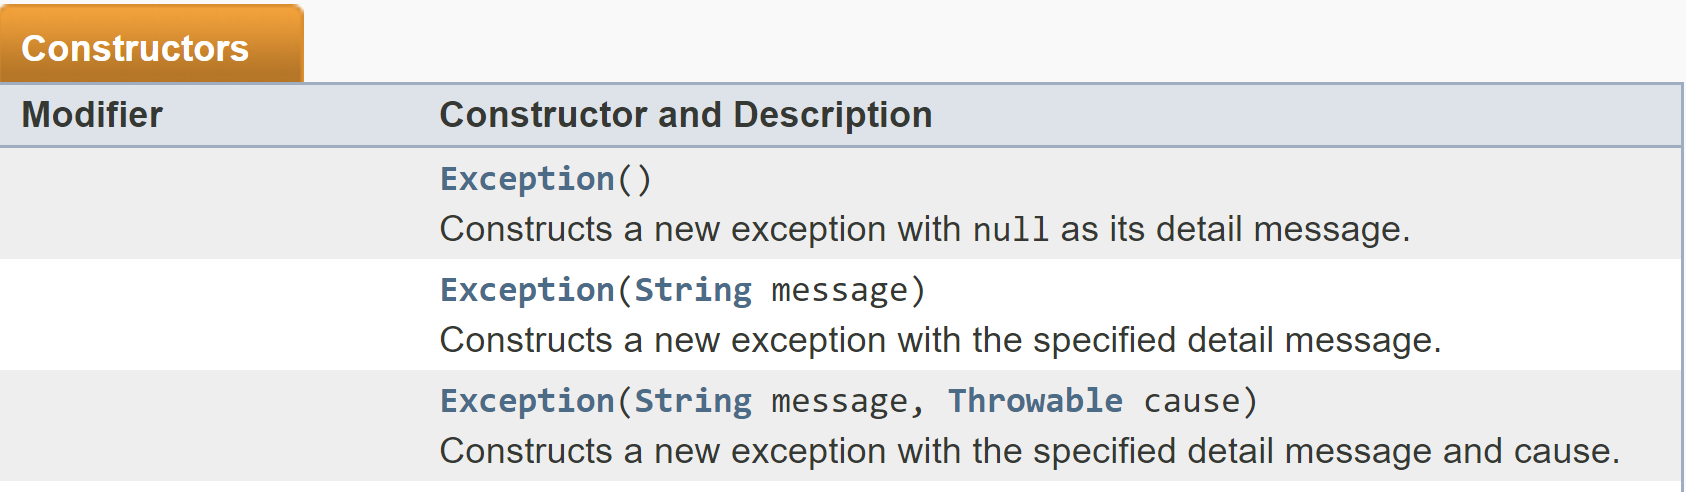 Constructors
Modifier Constructor and Description
Exception()
Constructs a new exception with null as its detail message.
Exception(String message)
Constructs a new exception with the specified detail message.
Exception(String message, Throwable cause)
Constructs a new exception with the specified detail message and cause.